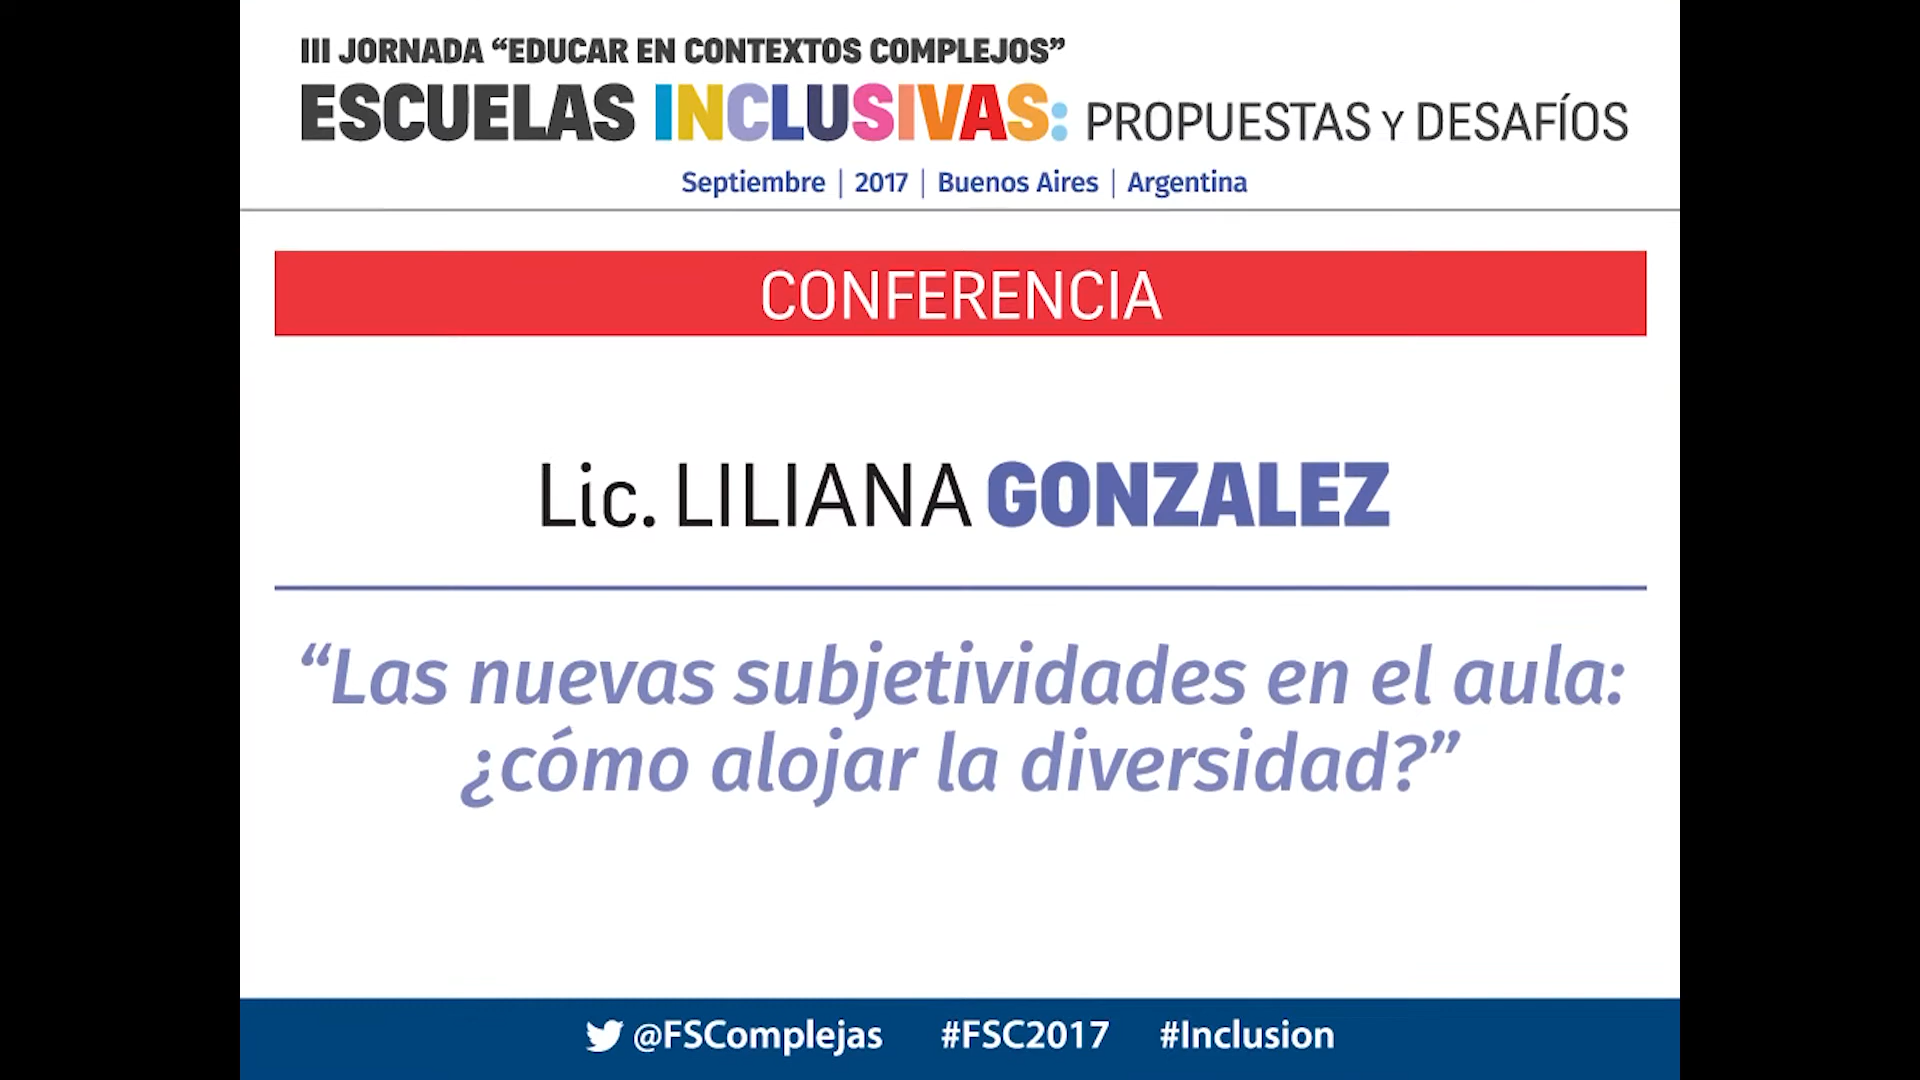 III JORNADA “EDUCAR EN CONTEXTOS COMPLEJOS”
ESCUELAS INCLUSIVAS: PROPUESTAS Y DESAFÍOS
Septiembre | 2017 | Buenos Aires | Argentina
CONFERENCIA
Lic. LILIANA GONZALEZ
“Las nuevas subjetividades en el aula:
¿cómo alojar la diversidad?”
@FSComplejas #FSC2017 #Inclusion